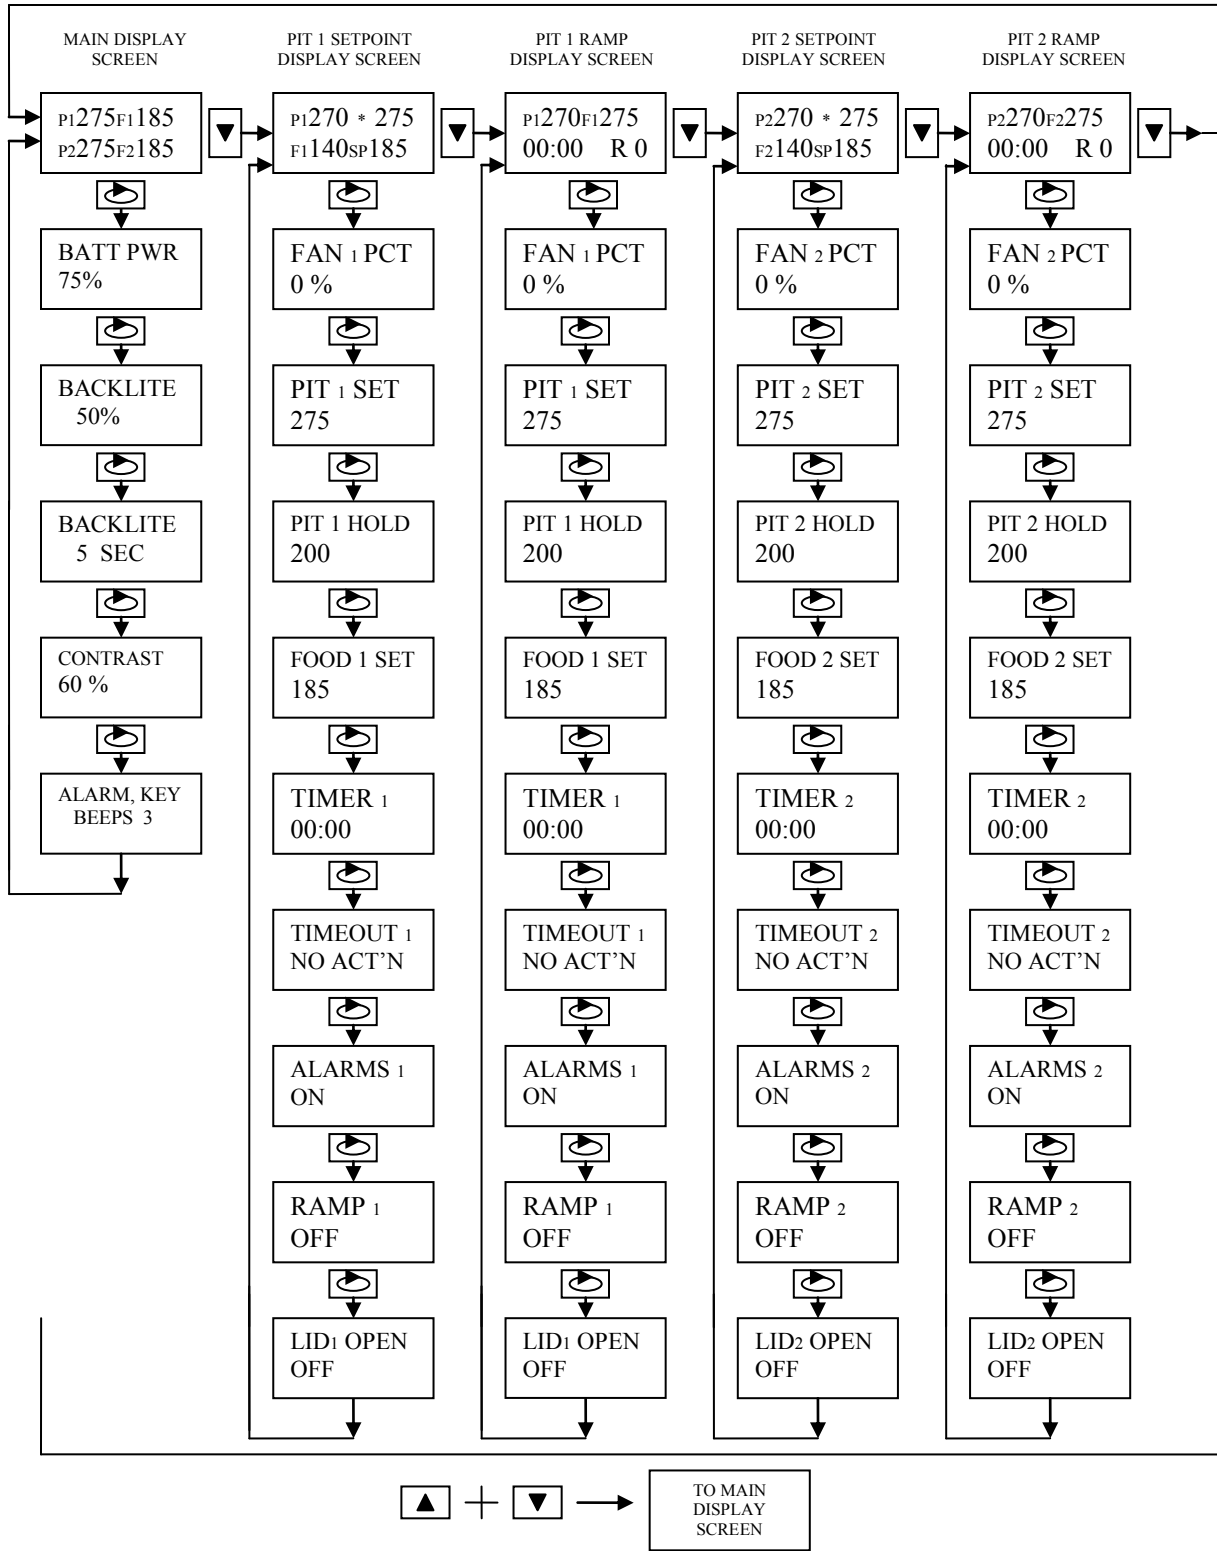 MAIN DISPLAY
SCREEN
PIT 1 SETPOINT
DISPLAY SCREEN
PIT 1 RAMP
DISPLAY SCREEN
PIT 2 SETPOINT
DISPLAY SCREEN
PIT 2 RAMP
DISPLAY SCREEN
P1275F1185
P2275F2185
P1270 * 275
F1140SP185
P1270F1275
00:00 R 0
P2270 * 275
F2140SP185
P2270F2275
00:00 R 0
BATT PWR
75%
FAN 1 PCT
0 %
FAN 1 PCT
0 %
FAN 2 PCT
0 %
FAN 2 PCT
0 %
BACKLITE
50%
PIT 1 SET
275
PIT 1 SET
275
PIT 2 SET
275
PIT 2 SET
275
BACKLITE
5 SEC
PIT 1 HOLD
200
PIT 1 HOLD
200
PIT 2 HOLD
200
PIT 2 HOLD
200
CONTRAST
60 %
FOOD 1 SET
185
FOOD 1 SET
185
FOOD 2 SET
185
FOOD 2 SET
185
ALARM, KEY
BEEPS 3
TIMER 1
00:00
TIMER 1
00:00
TIMER 2
00:00
TIMER 2
00:00
TIMEOUT 1
NO ACT’N
TIMEOUT 1
NO ACT’N
TIMEOUT 2
NO ACT’N
TIMEOUT 2
NO ACT’N
ALARMS 1
ON
ALARMS 1
ON
ALARMS 2
ON
ALARMS 2
ON
RAMP 1
OFF
RAMP 1
OFF
RAMP 2
OFF
RAMP 2
OFF
LID1 OPEN
OFF
LID1 OPEN
OFF
LID2 OPEN
OFF
LID2 OPEN
OFF
TO MAIN
DISPLAY
SCREEN